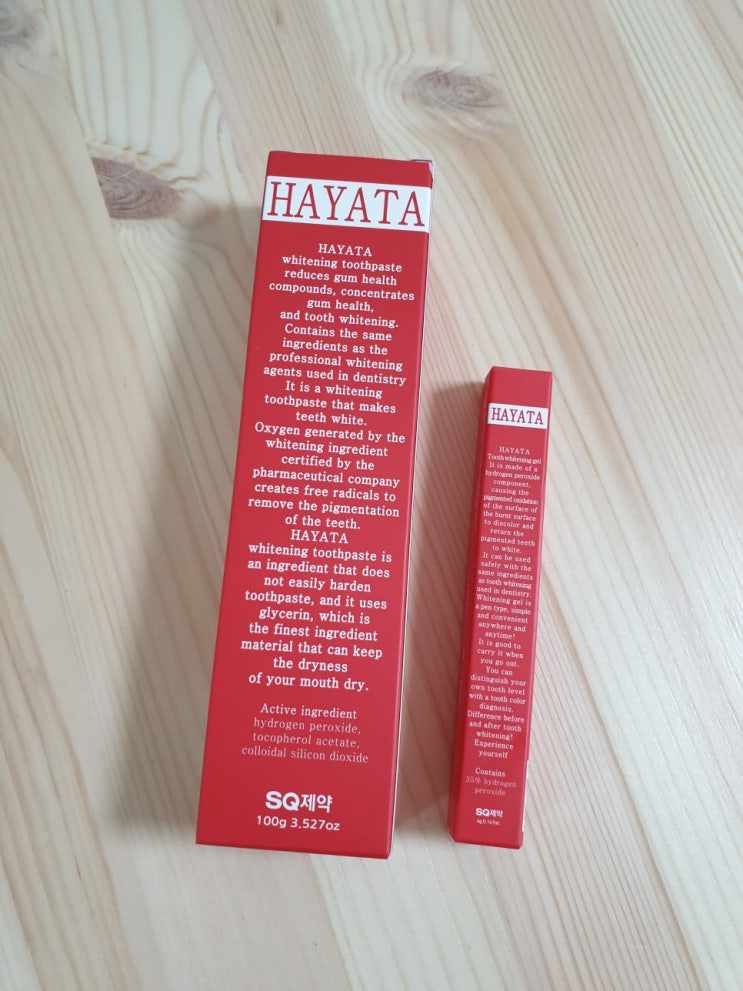 HAYATA
HAYATA
whitening toothpaste
reduces gum health
compounds, concentrates
gum health,
and tooth whitening.
Contains the same
ingredients as the
professional whitening
agents used in dentistry
It is a whitening
toothpaste that makes
teeth white.
Oxygen generated by the
whitening ingredient
certified by the
pharmaceutical company
creates free radicals to
remove the pigmentation
of the teeth.
HAYATA
whitening toothpaste is
an ingredient that does
not easily harden
toothpaste, and it uses
glycerin, which is
the finest ingredient
material that can keep
the dryness
of your mouth dry.
Active ingredient
hydrogen peroxide,
tocopherol acetate,
colloidal silicon dioxide
SQ제약
100g 3.527oz
HAYATA
HAYATA
Tooth whitening gel
It is made of a
hydrogen peroxide
component,
causing the
pigmented oxidation
of the surface of
the burst surface
to discolor and
return the
pigmented teeth
to white.
It can be used
safely with the
same ingredients
as tooth whitening
used in dentistry.
Whitening gel is
a pen type, simple
and convenient
anywhere and
anytime!
It is good to
carry it when
you go out.
You can
distinguish your
own tooth level
with a tooth color
diagnosis.
Difference before
and after tooth
whitening!
Experience
yourself
Contains
35% hydrogen
peroxide
SQ제약
4g 0.141oz